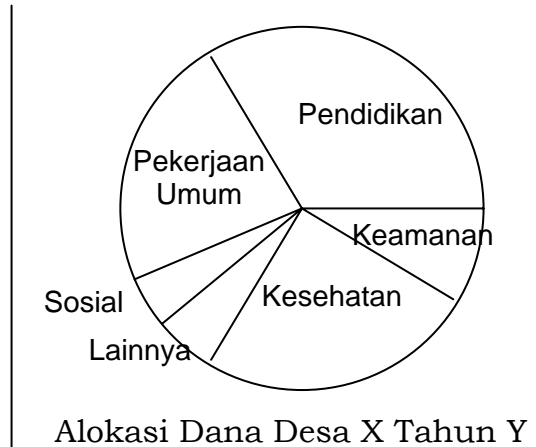 Pendidikan
Pekerjaan
Umum
Keamanan
Kesehatan
Sosial
Lainnya
Alokasi Dana Desa X Tahun Y